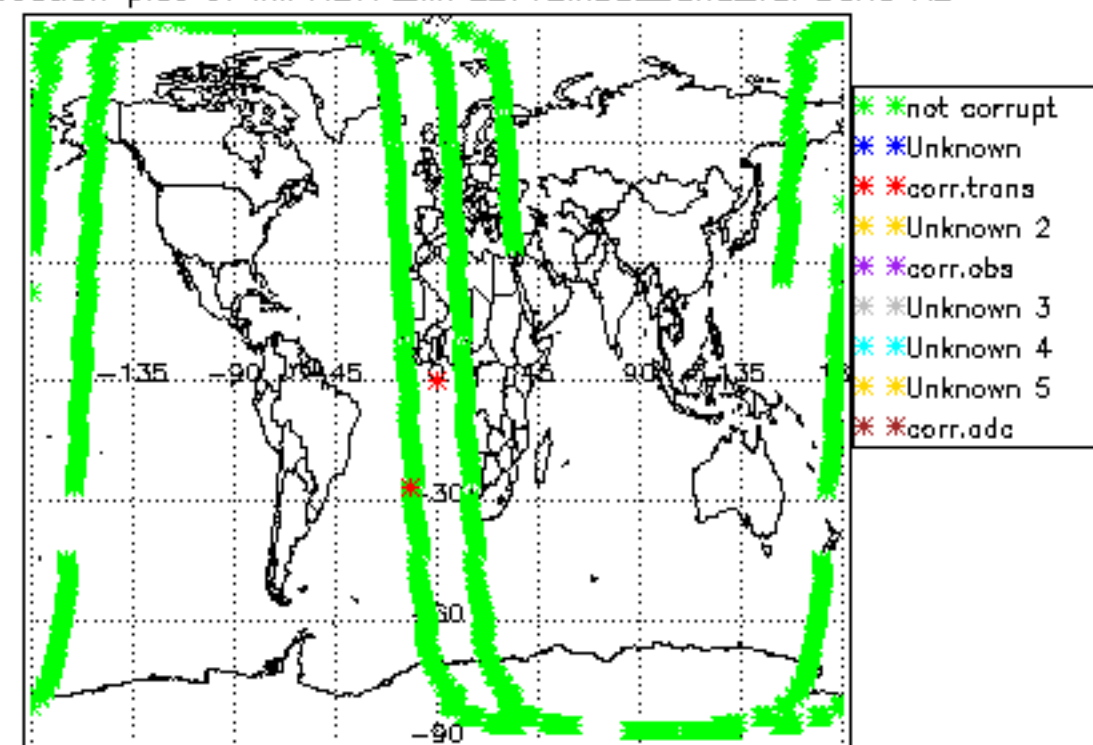 not corrupt
Unknown
corr.trans
Unknown 2
corr.obs
Unknown 3
Unknown 4
Unknown 5
corr.adc
-135 -90 45 0 45 90 135
-30
-60
-90